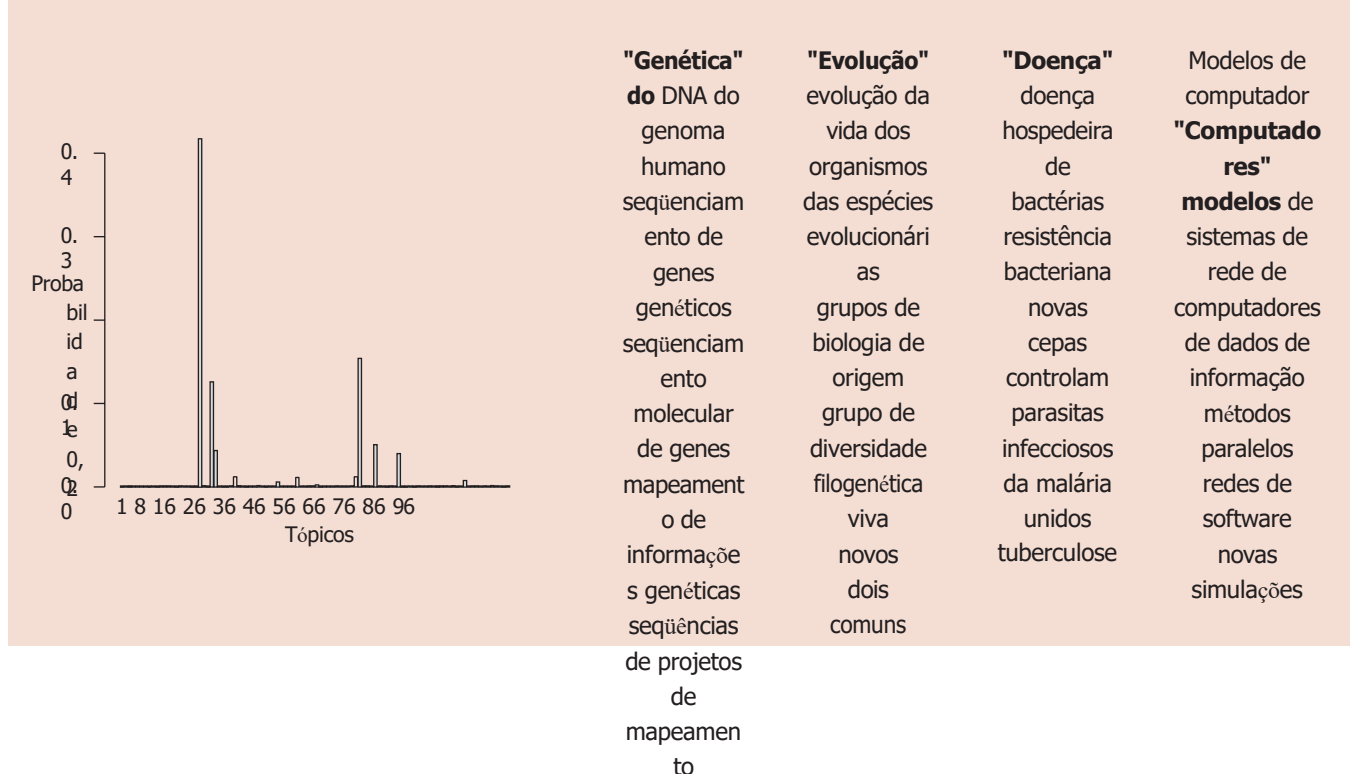 0.
4
0.
3
Proba
bil
id
a
d
e
0.
1
0,
2
0.
0
1 8 16 26 36 46 56 66 76 86 96
Tópicos
"Genética"
do DNA do
genoma
humano
seqüenciam
ento de
genes
genéticos
seqüenciam
ento
molecular
de genes
mapeament
o de
informaçõe
s genéticas
seqüências
de projetos
de
mapeamen
to
"Evolução"
evolução da
vida dos
organismos
das espécies
evolucionári
as
grupos de
biologia de
origem
grupo de
diversidade
filogenética
viva
novos
dois
comuns
"Doença"
doença
hospedeira
de
bactérias
resistência
bacteriana
novas
cepas
controlam
parasitas
infecciosos
da malária
unidos
tuberculose
Modelos de
computador
"Computado
res"
modelos de
sistemas de
rede de
computadores
de dados de
informação
métodos
paralelos
redes de
software
novas
simulações